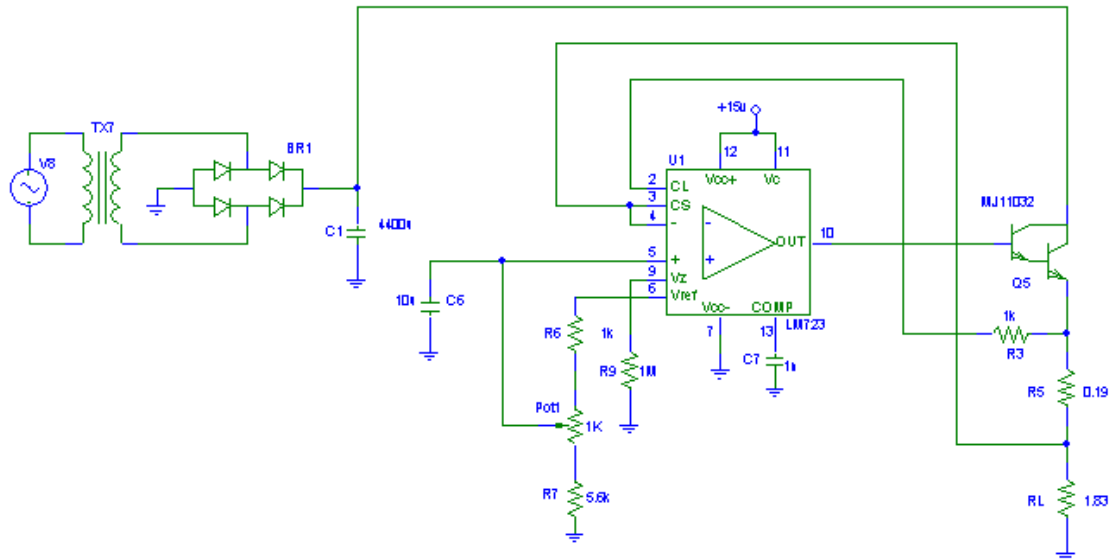 +15v
TX7
V8
BR1
C1
4400u
U1
12
11
Vcc+
Vc
2
CL
3
CS
4
-
-
5
+
+
9
Vz
6
Vref
OUT
10
Vcc-
COMP
7
13
LM723
MJ11032
Q5
10u
C6
R6
1k
R9
1M
C7
1n
Pot1
1K
R7
5.6k
1k
R3
R5
0.19
RL
1.83